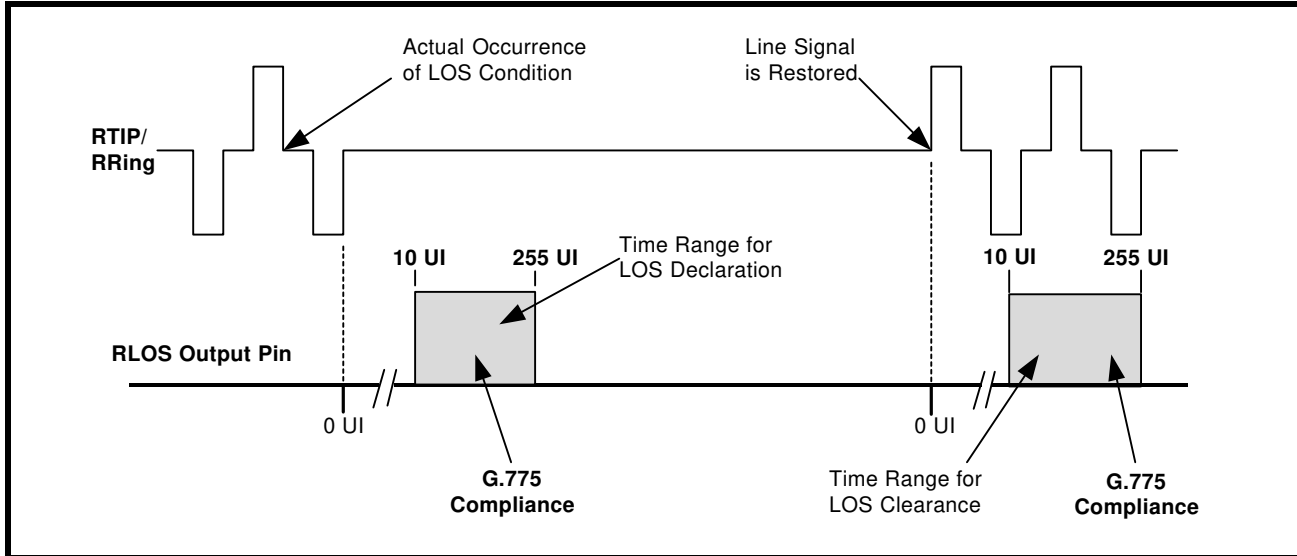 Actual Occurrence
of LOS Condition
Line Signal
is Restored
RTIP/
RRing
Time Range for
LOS Declaration
10 UI
255 UI
10 UI
255 UI
RLOS Output Pin
0 UI
0 UI
G.775
Compliance
Time Range for
LOS Clearance
G.775
Compliance